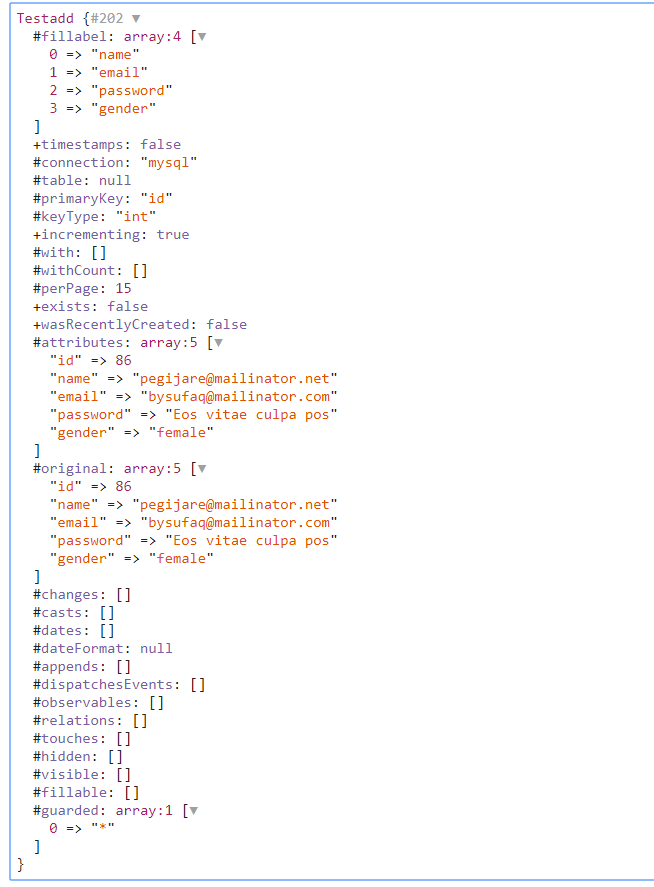 Testadd {#202 ▼
#fillabel: array:4 [▼
0 => "name"
1 => "email"
2 => "password"
3 => "gender"
]
+timestamps: false
#connection: "mysql"
#table: null
#primaryKey: "id"
#keyType: "int"
+incrementing: true
#with: []
#withCount: []
#perPage: 15
+exists: false
+wasRecentlyCreated: false
#attributes: array:5 [▼
"id" => 86
"name" => "pegijare@mailinator.net"
"email" => "bysufaq@mailinator.com"
"password" => "Eos vitae culpa pos"
"gender" => "female"
]
#original: array:5 [▼
"id" => 86
"name" => "pegijare@mailinator.net"
"email" => "bysufaq@mailinator.com"
"password" => "Eos vitae culpa pos"
"gender" => "female"
]
#changes: []
#casts: []
#dates: []
#dateFormat: null
#appends: []
#dispatchesEvents: []
#observables: []
#relations: []
#touches: []
#hidden: []
#visible: []
#fillable: []
#guarded: array:1 [▼
0 => "*"
]
}